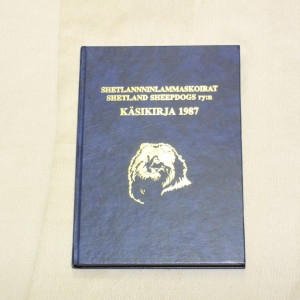 SHETLANNNINLAMMASKOIRAT
SHETLAND SHEEPDOGS ry:n
KÄSIKIRJA 1987